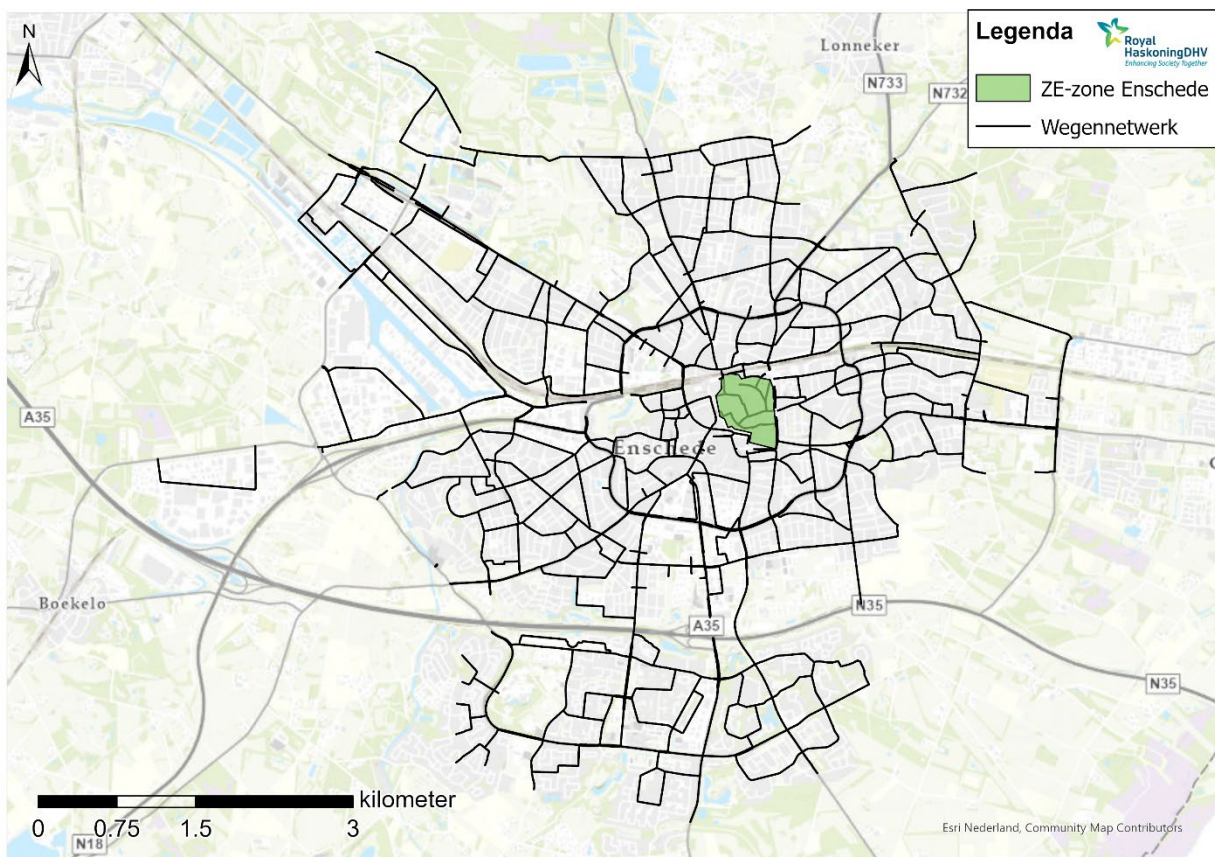 N
Legenda
Royal
HaskoningDHV
Enhancing Society Together
ZE-zone Enschede
Wegennetwerk
Lonneker
N733
N732
A35
Enschede
Boekelo
N35
A35
N35
kilometer
0 0.75 1.5 3
N18
Esri Nederland, Community Map Contributors